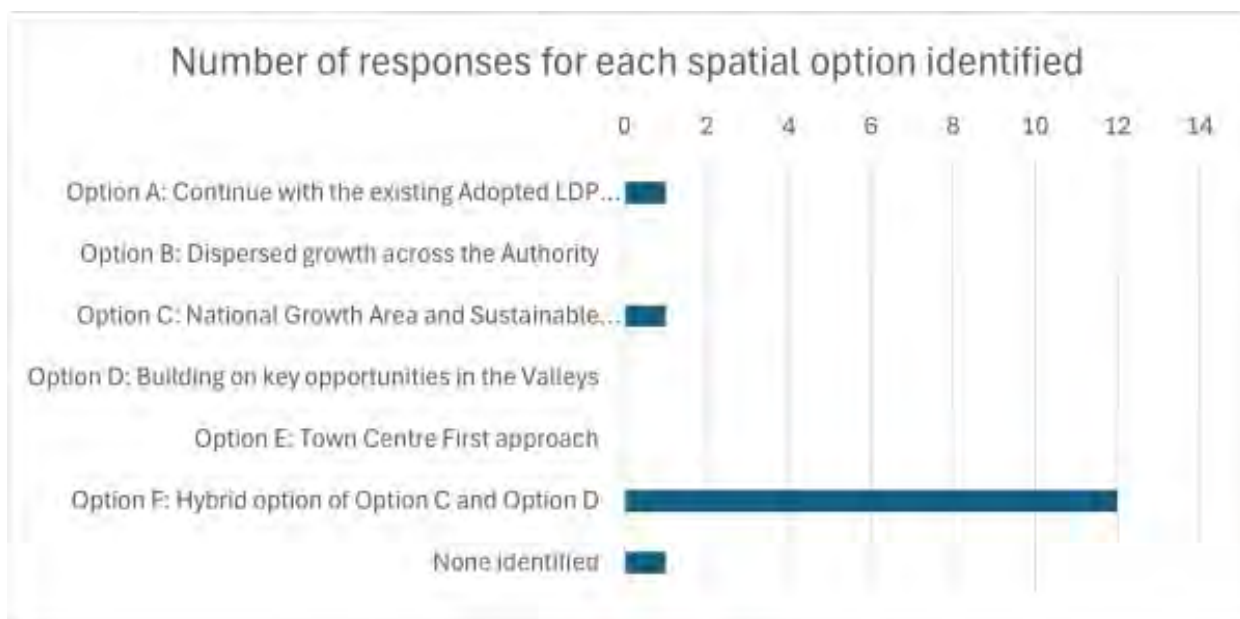 Number of responses for each spatial option identified
0 2 4 6 8 10 12 14
Option A: Continue with the existing Adopted LDP...
Option B: Dispersed growth across the Authority
Option C: National Growth Area and Sustainable...
Option D: Building on key opportunities in the Valleys
Option E: Town Centre First approach
Option F: Hybrid option of Option C and Option D
None identified